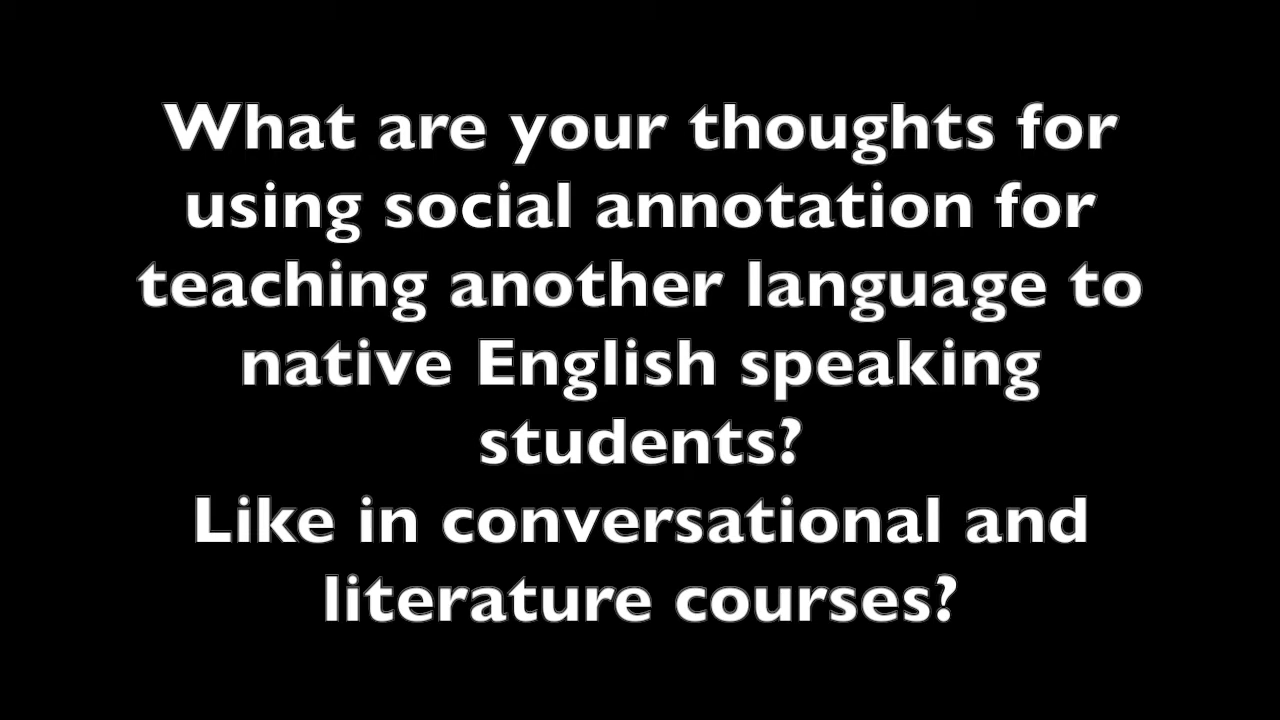 What are your thoughts for
using social annotation for
teaching another language to
native English speaking
students?
Like in conversational and
literature courses?